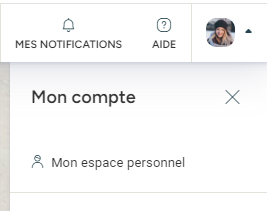 MES NOTIFICATIONS
AIDE
Mon compte
Mon espace personnel